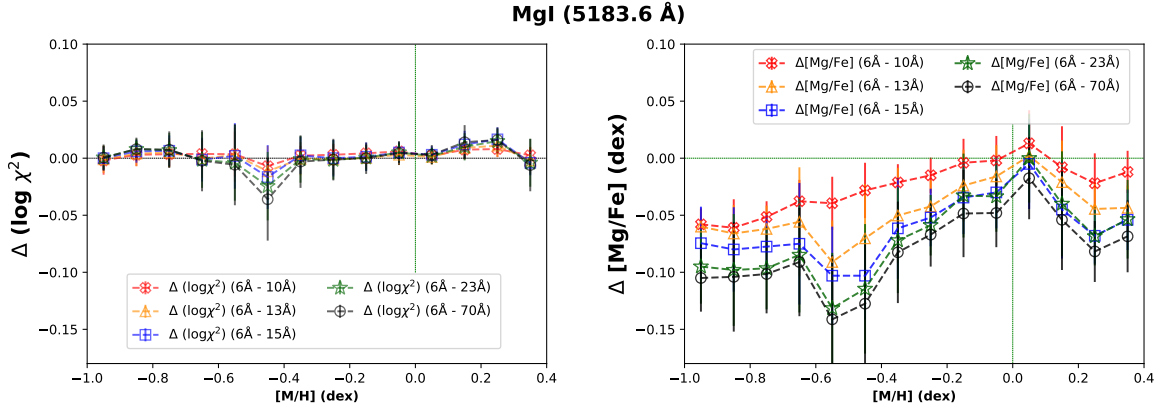 MgI (5183.6 Å)
Δ (log χ²)
0.10
0.05
0.00
−0.05
−0.10
−0.15
Δ (logχ²) (6Å - 10Å)
Δ (logχ²) (6Å - 13Å)
Δ (logχ²) (6Å - 15Å)
Δ (logχ²) (6Å - 23Å)
Δ (logχ²) (6Å - 70Å)
−1.0 −0.8 −0.6 −0.4 −0.2 0.0 0.2 0.4
[M/H] (dex)
Δ [Mg/Fe] (dex)
0.10
0.05
0.00
−0.05
−0.10
−0.15
Δ[Mg/Fe] (6Å - 10Å)
Δ[Mg/Fe] (6Å - 13Å)
Δ[Mg/Fe] (6Å - 15Å)
Δ[Mg/Fe] (6Å - 23Å)
Δ[Mg/Fe] (6Å - 70Å)
−1.0 −0.8 −0.6 −0.4 −0.2 0.0 0.2 0.4
[M/H] (dex)